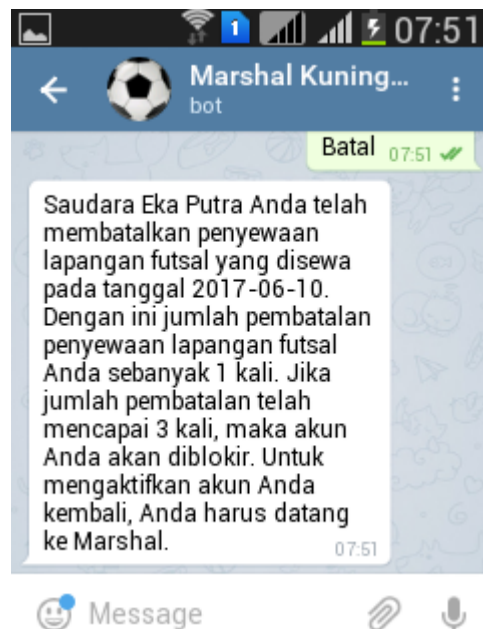 1 07:51
Marshal Kuning...
bot
Batal 07:51
Saudara Eka Putra Anda telah
membatalkan penyewaan
lapangan futsal yang disewa
pada tanggal 2017-06-10.
Dengan ini jumlah pembatalan
penyewaan lapangan futsal
Anda sebanyak 1 kali. Jika
jumlah pembatalan telah
mencapai 3 kali, maka akun
Anda akan diblokir. Untuk
mengaktifkan akun Anda
kembali, Anda harus datang
ke Marshal. 07:51
Message